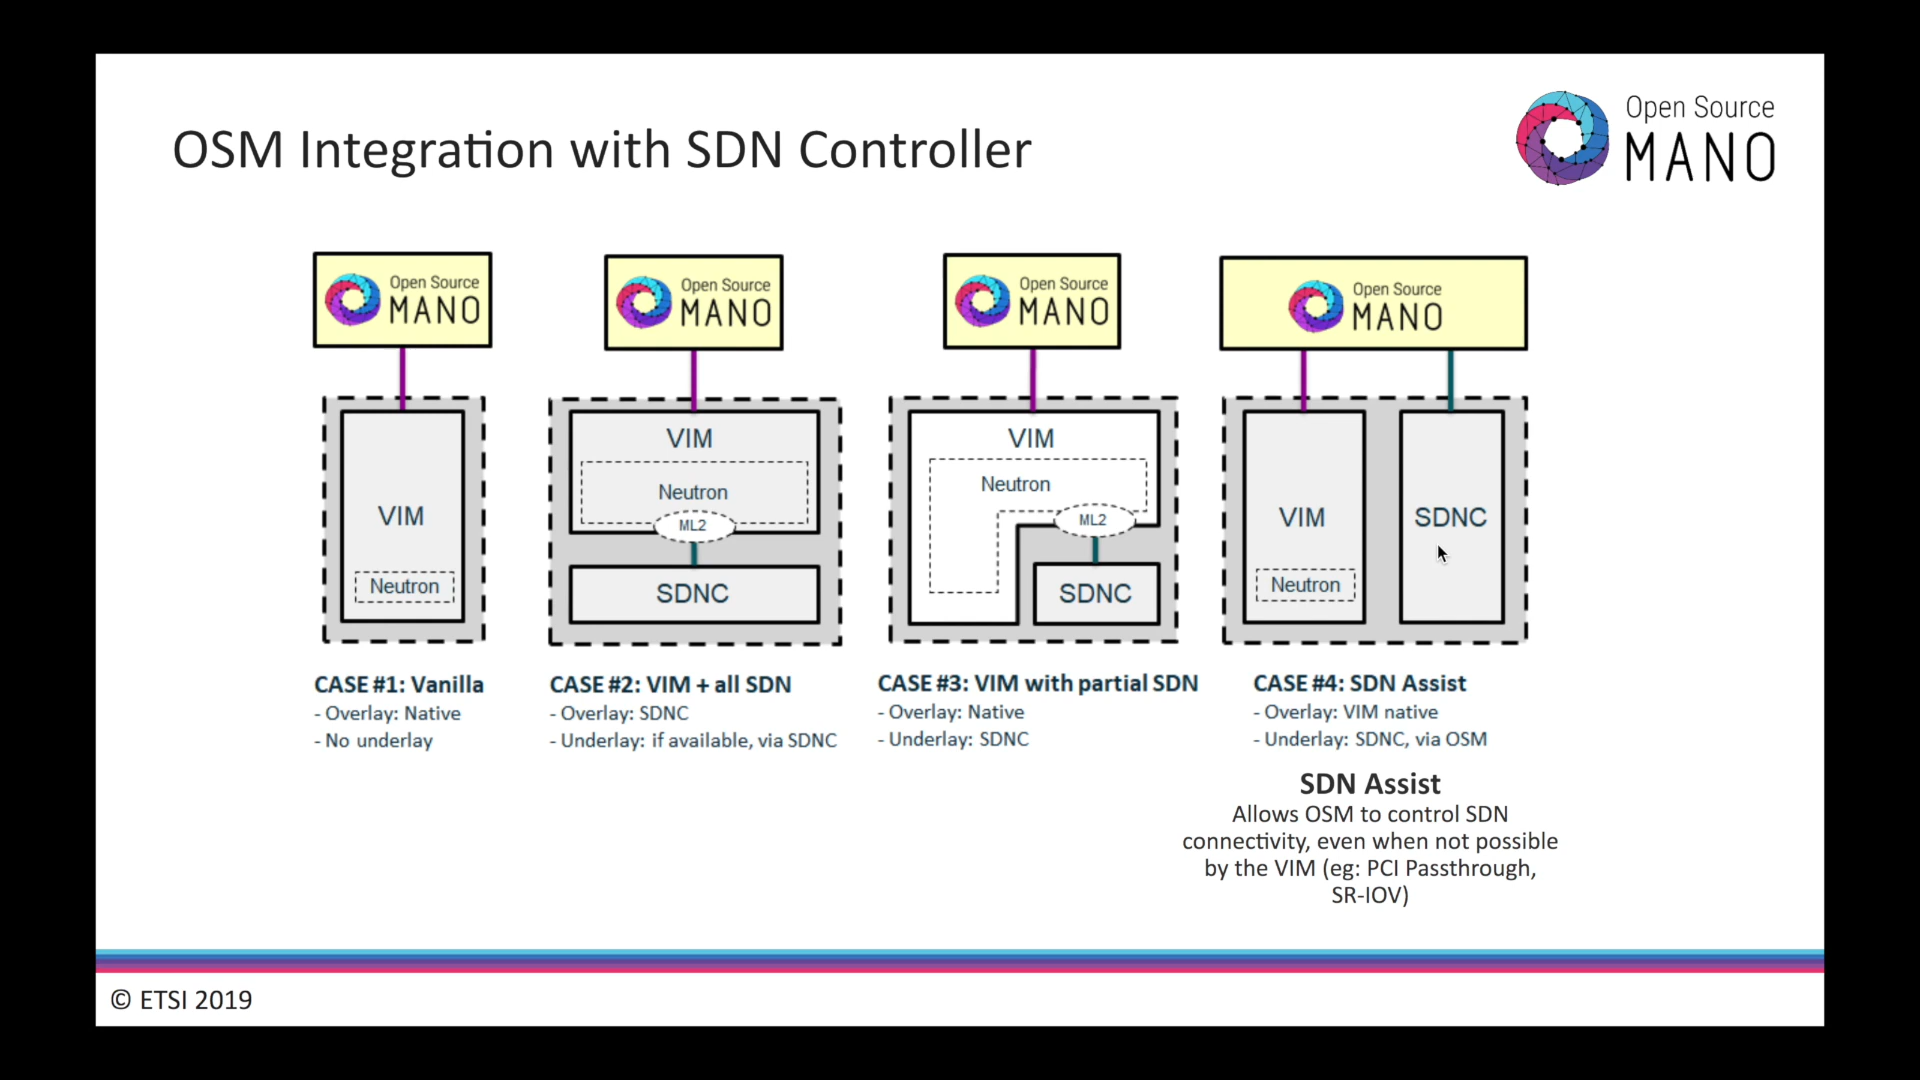 OSM Integration with SDN Controller
Open Source
MANO
Open Source
MANO
Open Source
MANO
Open Source
MANO
Open Source
MANO
VIM
Neutron
VIM
Neutron
ML2
SDNC
VIM
Neutron
ML2
SDNC
VIM
Neutron
SDNC
CASE #1: Vanilla
- Overlay: Native
- No underlay
CASE #2: VIM + all SDN
- Overlay: SDNC
- Underlay: if available, via SDNC
CASE #3: VIM with partial SDN
- Overlay: Native
- Underlay: SDNC
CASE #4: SDN Assist
- Overlay: VIM native
- Underlay: SDNC, via OSM
SDN Assist
Allows OSM to control SDN
connectivity, even when not possible
by the VIM (eg: PCI Passthrough,
SR-IOV)
© ETSI 2019